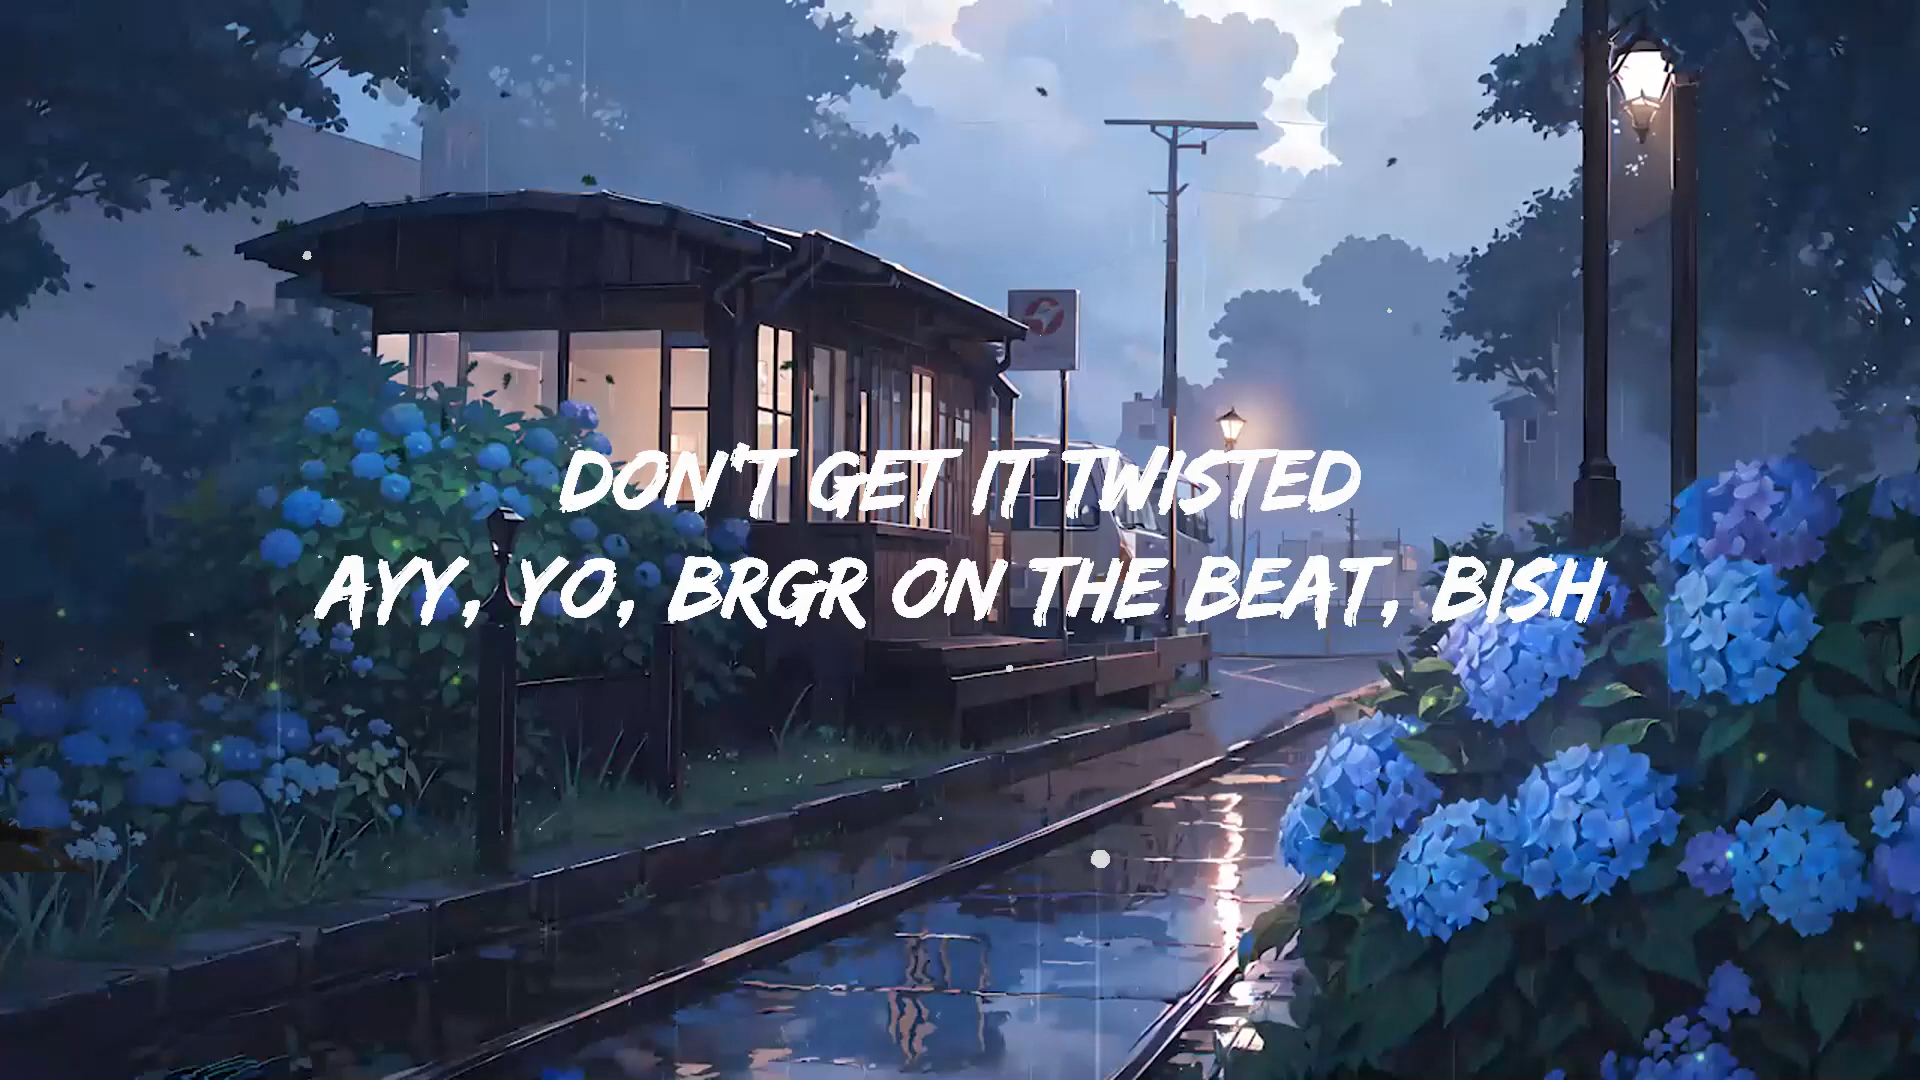 DON'T GET IT TWISTED
AYY, YO, BRGR ON THE BEAT, BISH